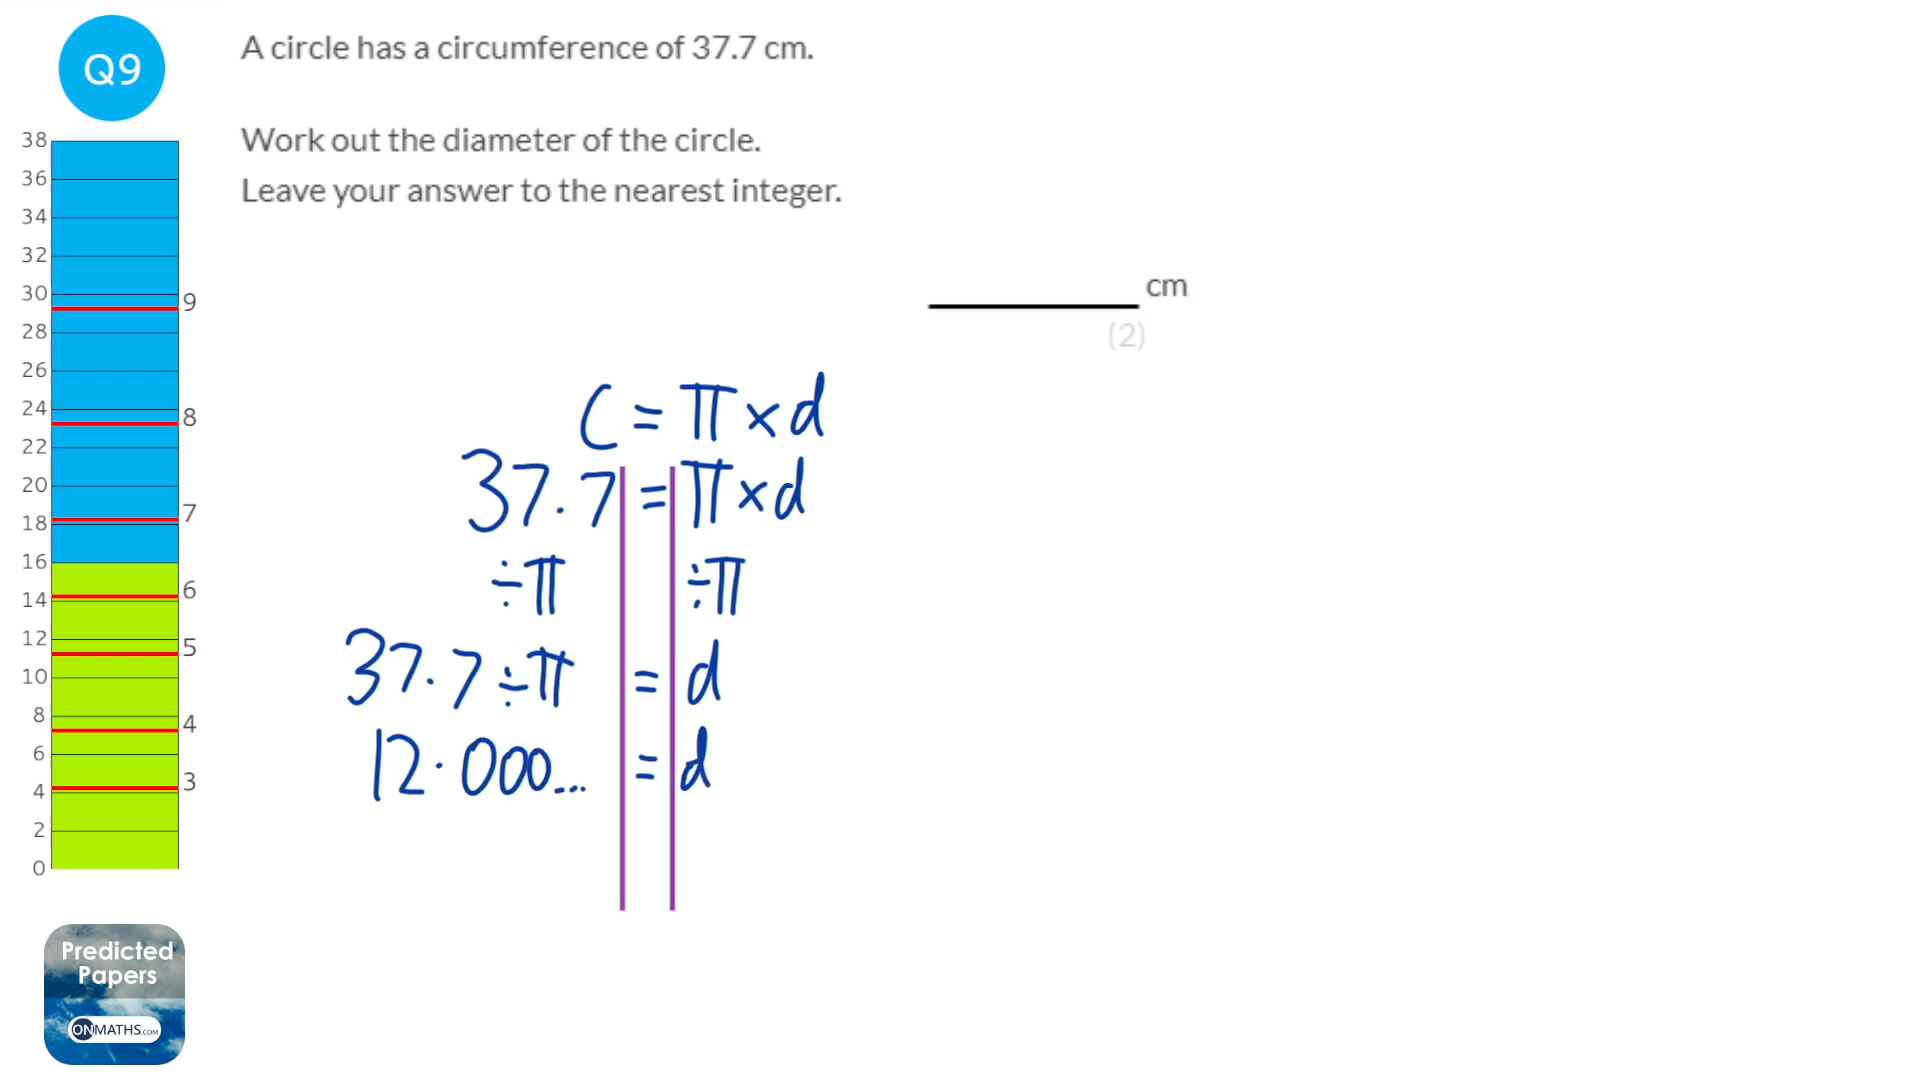 Q9
A circle has a circumference of 37.7 cm.
Work out the diameter of the circle.
Leave your answer to the nearest integer.
cm
(2)
38
36
34
32
30
9
28
26
24
8
22
20
7
18
16
6
14
12
5
10
8
4
6
3
4
2
0
C = π × d
37.7 = π × d
÷π ÷π
37.7 ÷ π = d
12.000... = d
Predicted
Papers
ONMATHS.COM